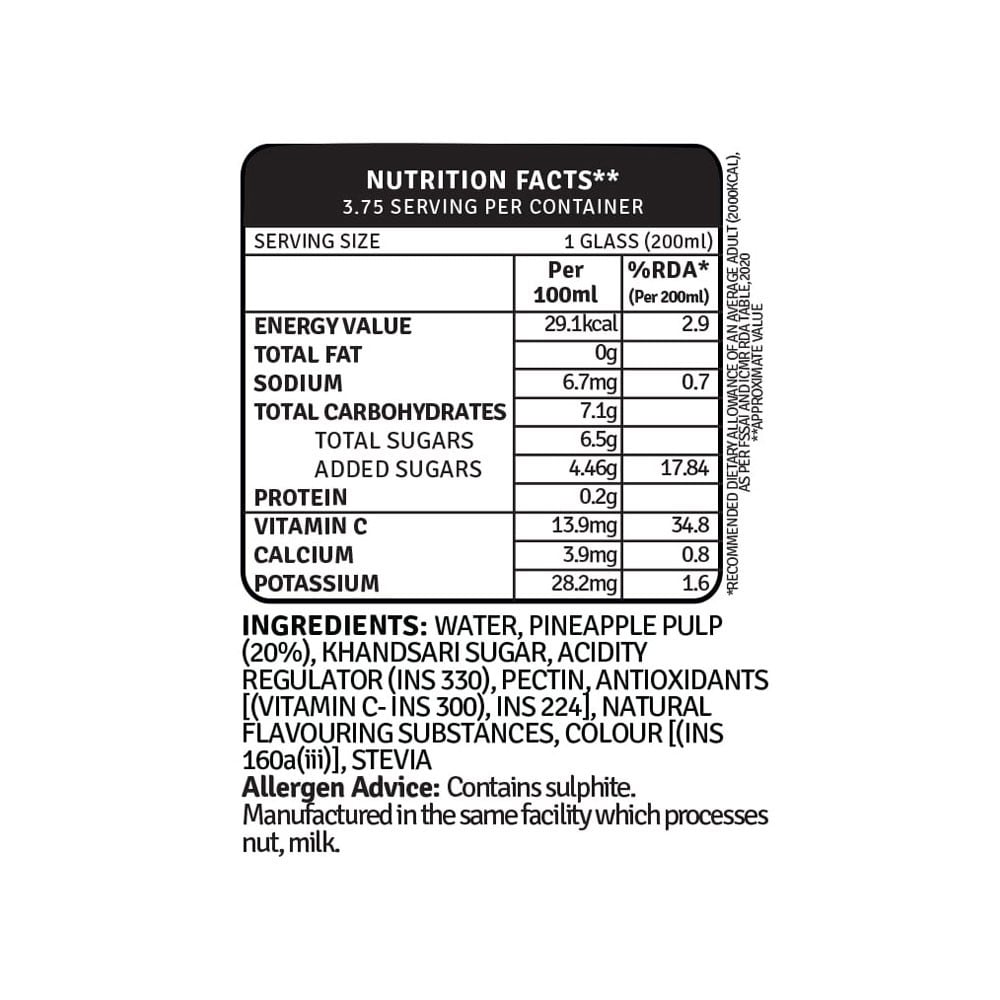 NUTRITION FACTS**
3.75 SERVING PER CONTAINER
SERVING SIZE 1 GLASS (200ml)
Per 100ml %RDA* (Per 200ml)
ENERGY VALUE 29.1kcal 2.9
TOTAL FAT 0g
SODIUM 6.7mg 0.7
TOTAL CARBOHYDRATES 7.1g
TOTAL SUGARS 6.5g
ADDED SUGARS 4.46g 17.84
PROTEIN 0.2g
VITAMIN C 13.9mg 34.8
CALCIUM 3.9mg 0.8
POTASSIUM 28.2mg 1.6
*RECOMMENDED DIETARY ALLOWANCE OF AN AVERAGE ADULT (2000KCAL),
AS PER FSSAI AND ICMR RDA TABLE,2020
**APPROXIMATE VALUE
INGREDIENTS: WATER, PINEAPPLE PULP
(20%), KHANDSARI SUGAR, ACIDITY
REGULATOR (INS 330), PECTIN, ANTIOXIDANTS
[(VITAMIN C- INS 300), INS 224], NATURAL
FLAVOURING SUBSTANCES, COLOUR [(INS
160a(iii)], STEVIA
Allergen Advice: Contains sulphite.
Manufactured in the same facility which processes
nut, milk.